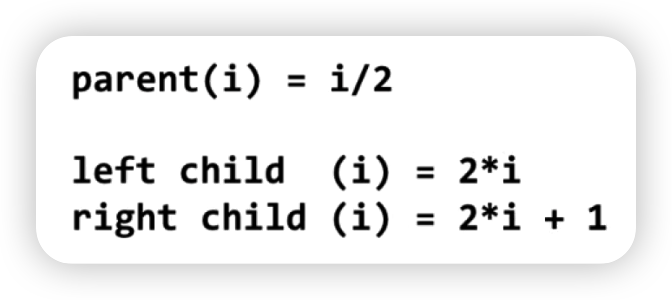 parent(i) = i/2
left child  (i) = 2*i
right child (i) = 2*i + 1